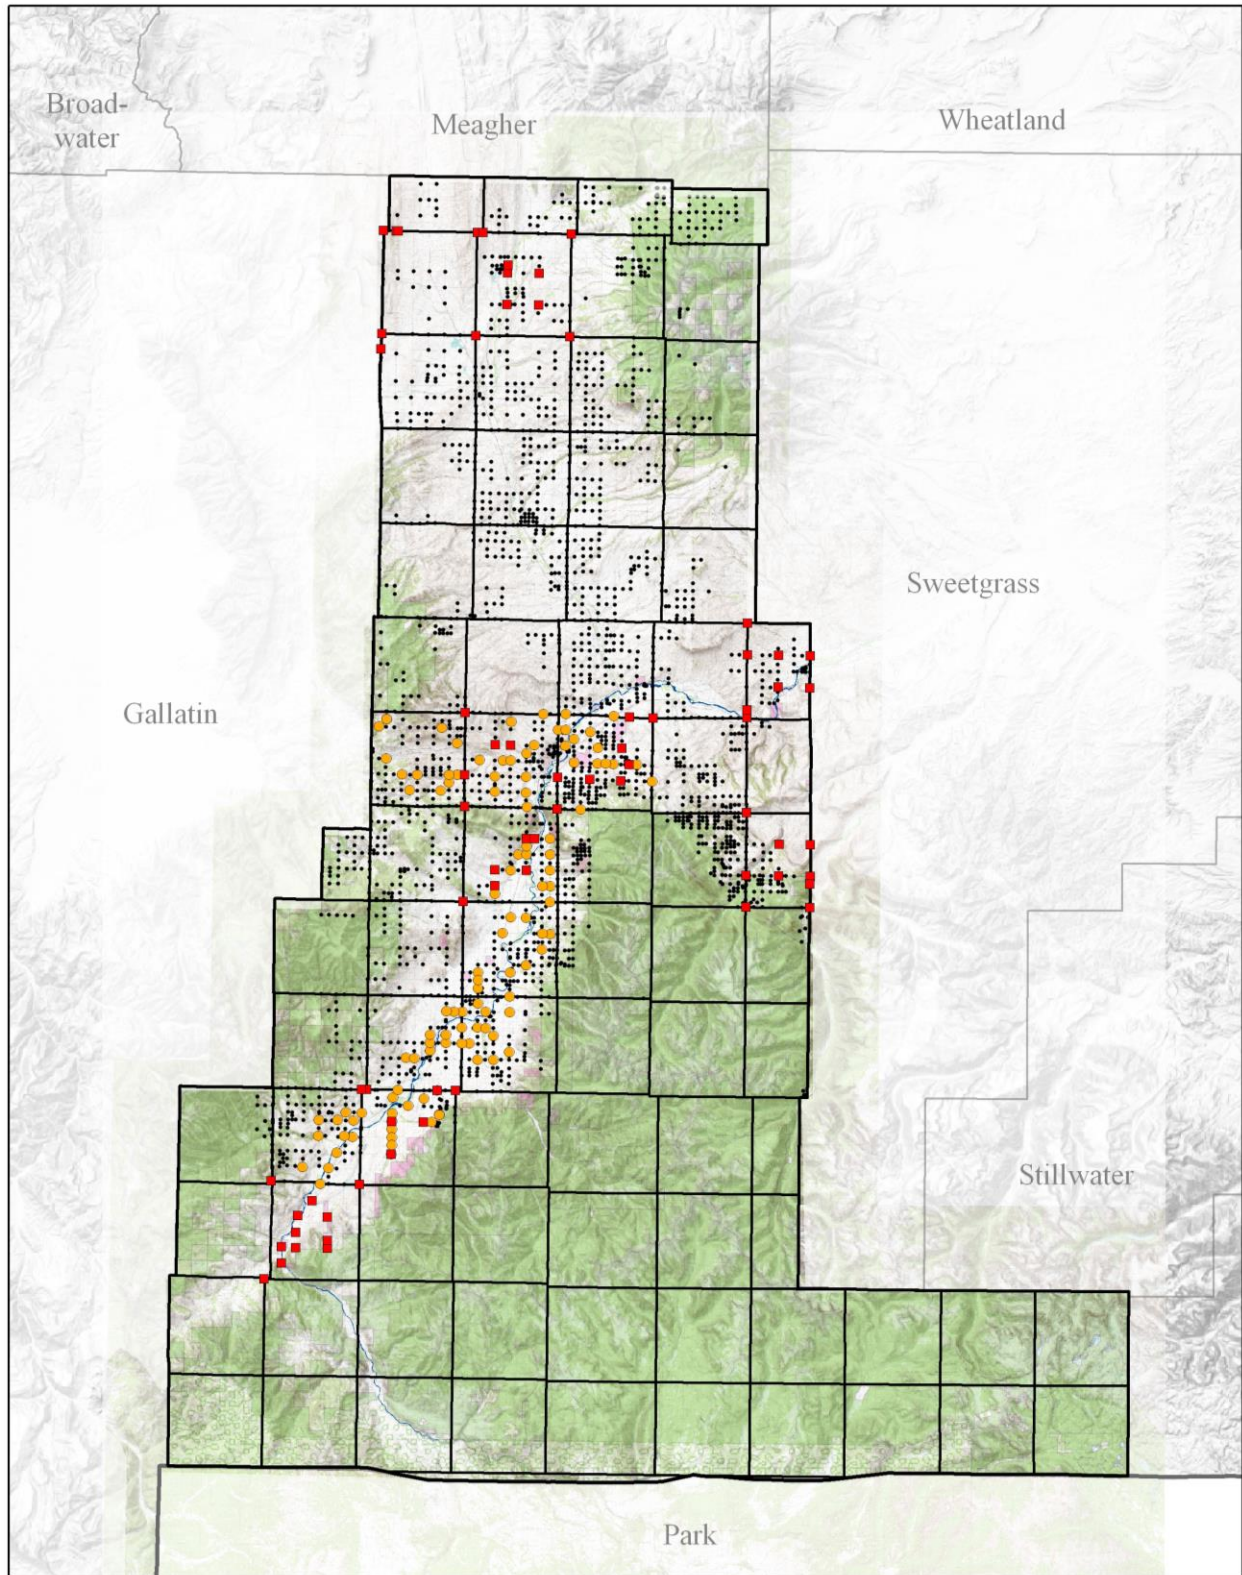 Broad-
water
Meagher
Wheatland
Sweetgrass
Gallatin
Stillwater
Park